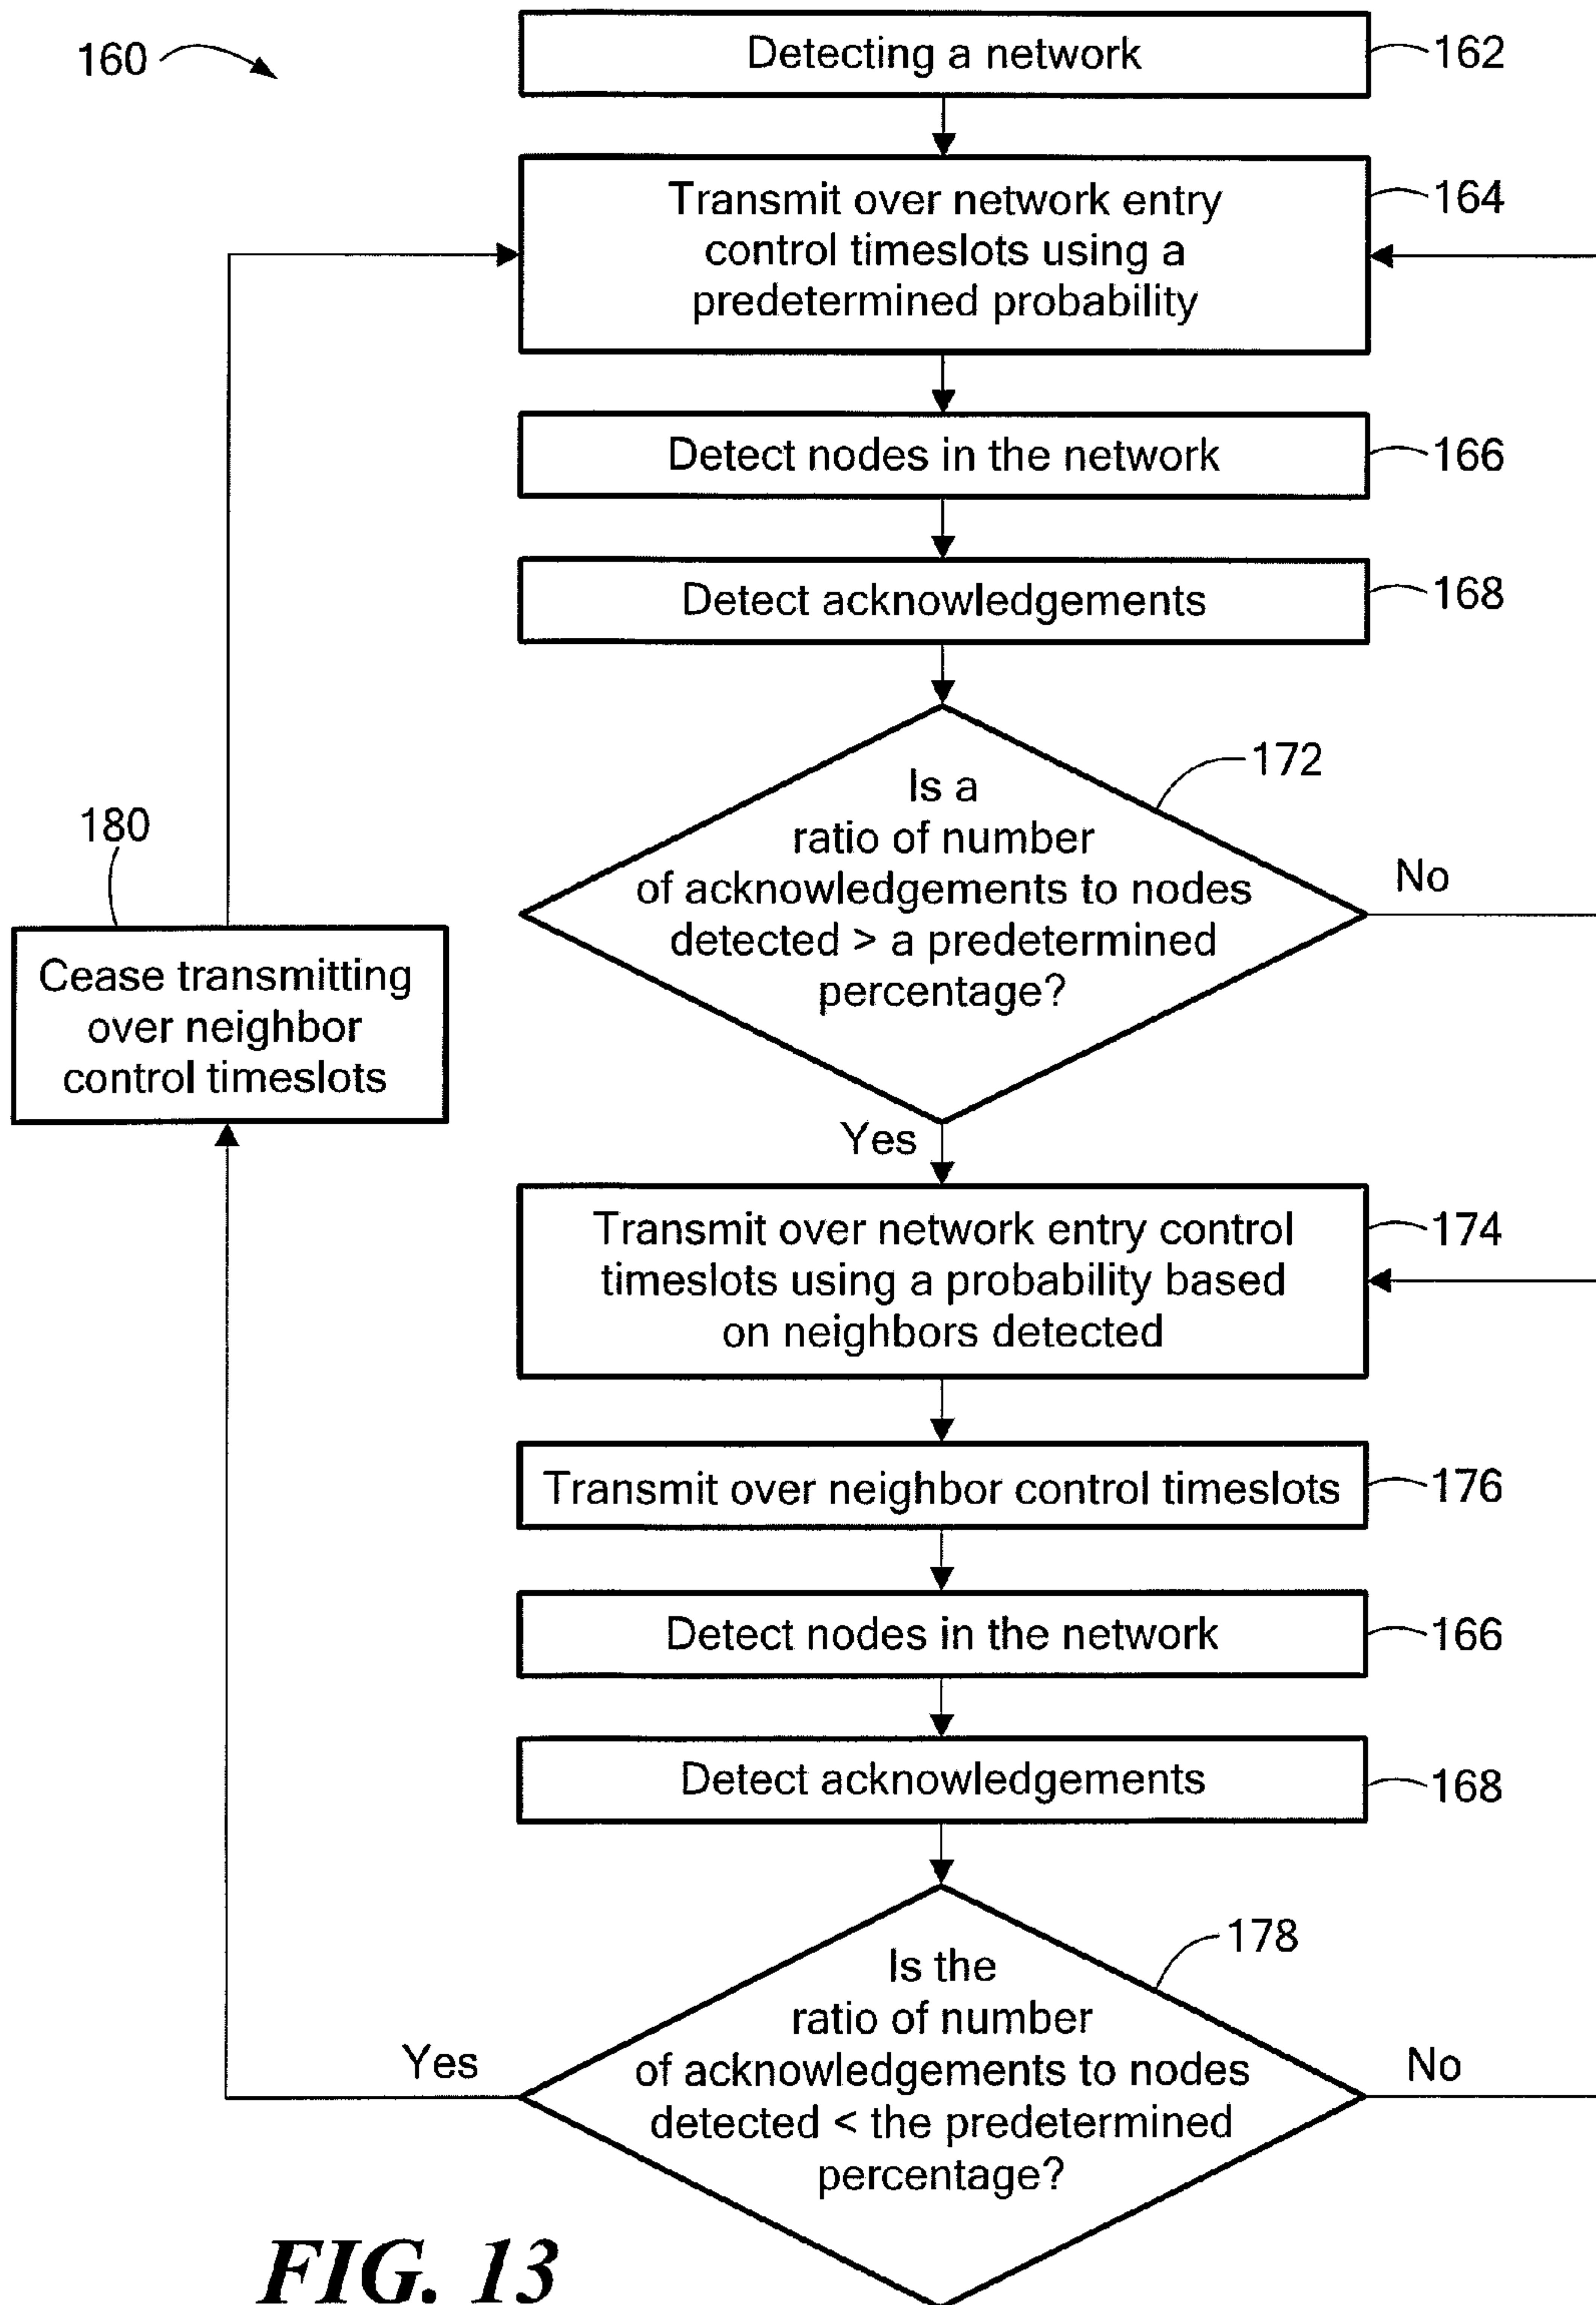 160
Detecting a network
162
Transmit over network entry
control timeslots using a
predetermined probability
164
Detect nodes in the network
166
Detect acknowledgements
168
Is a
ratio of number
of acknowledgements to nodes
detected > a predetermined
percentage?
172
No
180
Cease transmitting
over neighbor
control timeslots
Yes
Transmit over network entry control
timeslots using a probability based
on neighbors detected
174
Transmit over neighbor control timeslots
176
Detect nodes in the network
166
Detect acknowledgements
168
Is the
ratio of number
of acknowledgements to nodes
detected < the predetermined
percentage?
178
Yes
No
FIG. 13